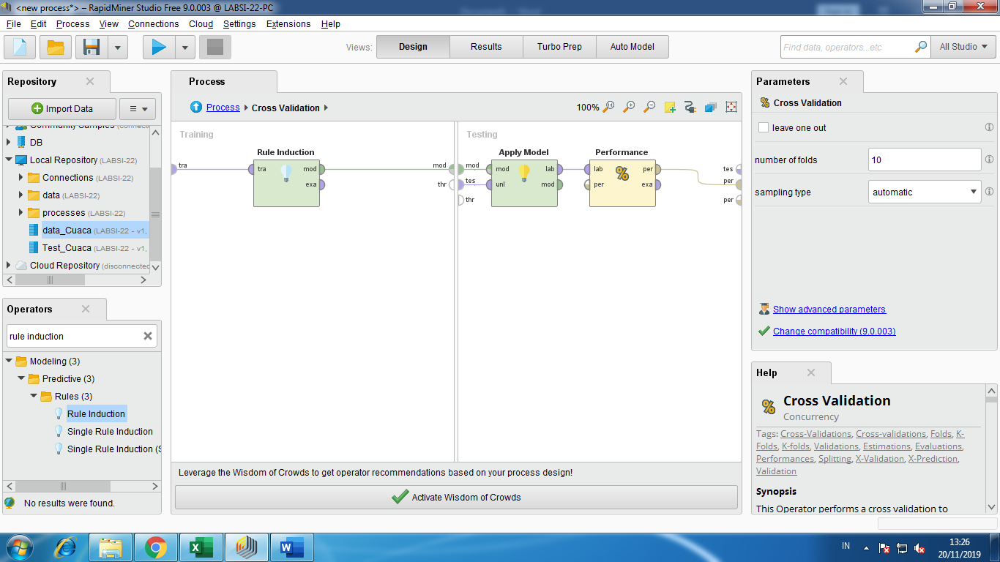 <new process*> – RapidMiner Studio Free 9.0.003 @ LABSI-22-PC
File Edit Process View Connections Cloud Settings Extensions Help
Views: Design Results Turbo Prep Auto Model
Find data, operators...etc
All Studio
Repository
Import Data
Community Samples (connected
DB
Local Repository (LABSI-22)
Connections (LABSI-22)
data (LABSI-22)
processes (LABSI-22)
data_Cuaca (LABSI-22 - v1,
Test_Cuaca (LABSI-22 - v1,
Cloud Repository (disconnected
Operators
rule induction
Modeling (3)
Predictive (3)
Rules (3)
Rule Induction
Single Rule Induction
Single Rule Induction (S
No results were found.
Process
Process Cross Validation
100%
Training
Rule Induction
tra
tra mod
exa
mod
thr
Testing
Apply Model
mod
tes
thr
mod lab
unl mod
Performance
lab per
per exa
tes
per
per
Leverage the Wisdom of Crowds to get operator recommendations based on your process design!
Activate Wisdom of Crowds
Parameters
Cross Validation
leave one out
number of folds 10
sampling type automatic
Show advanced parameters
Change compatibility (9.0.003)
Help
Cross Validation
Concurrency
Tags: Cross-Validations, Cross-validations, Folds, K-
Folds, K-folds, Validations, Estimations, Evaluations,
Performances, Splitting, X-Validation, X-Prediction,
Validation
Synopsis
This Operator performs a cross validation to
IN
13:26
20/11/2019